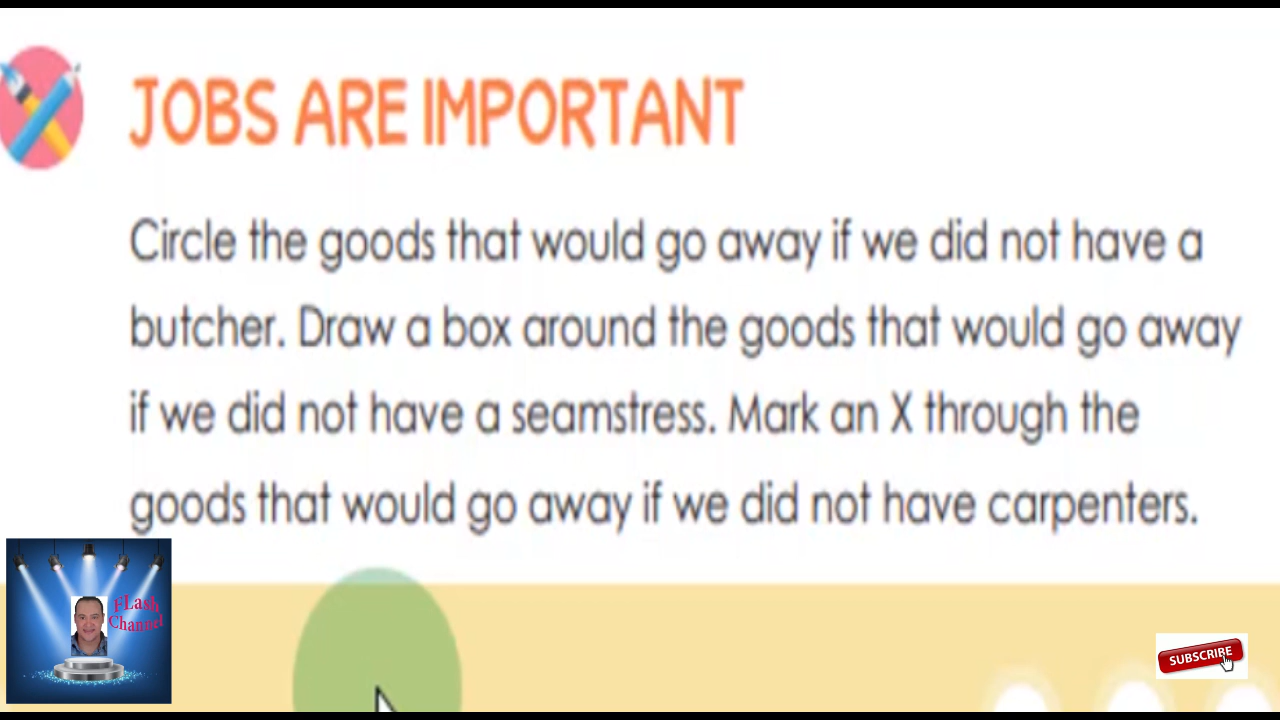 JOBS ARE IMPORTANT
Circle the goods that would go away if we did not have a
butcher. Draw a box around the goods that would go away
if we did not have a seamstress. Mark an X through the
goods that would go away if we did not have carpenters.
FLash
Channel
SUBSCRIBE